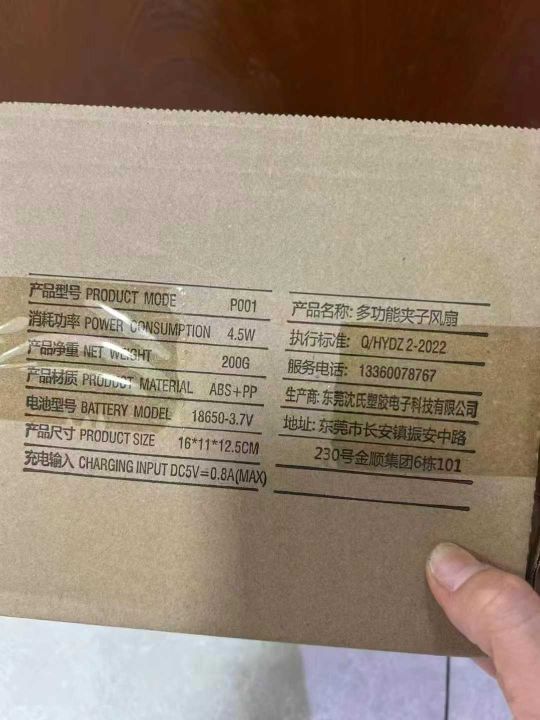 产品型号 PRODUCT MODE P001
消耗功率 POWER CONSUMPTION 4.5W
产品净重 NET WEIGHT 200G
产品材质 PRODUCT MATERIAL ABS+PP
电池型号 BATTERY MODEL 18650-3.7V
产品尺寸 PRODUCT SIZE 16*11*12.5CM
充电输入 CHARGING INPUT DC5V=0.8A(MAX)
产品名称: 多功能夹子风扇
执行标准: Q/HYDZ 2-2022
服务电话: 13360078767
生产商: 东莞沈氏塑胶电子科技有限公司
地址: 东莞市长安镇振安中路
230号金顺集团6栋101